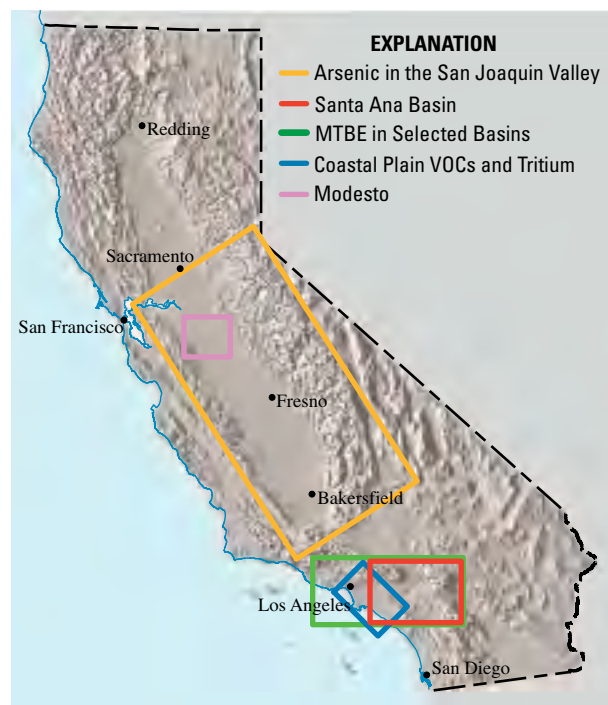 EXPLANATION
Arsenic in the San Joaquin Valley
Santa Ana Basin
MTBE in Selected Basins
Coastal Plain VOCs and Tritium
Modesto
Redding
Sacramento
San Francisco
Fresno
Bakersfield
Los Angeles
San Diego